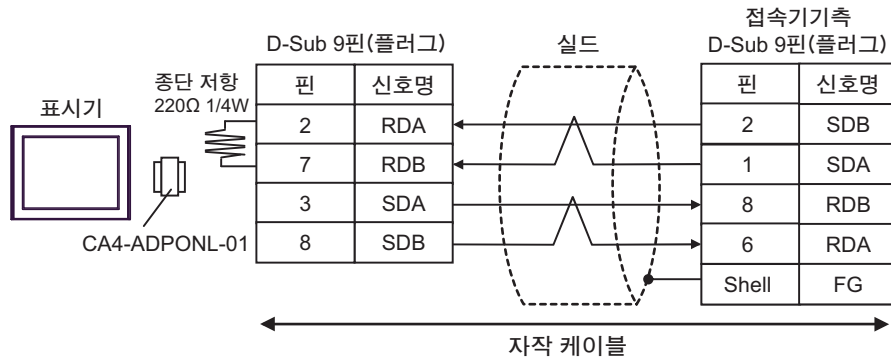 접속기기측
D-Sub 9핀(플러그)
실드
D-Sub 9핀(플러그)
종단 저항
220Ω 1/4W
표시기
CA4-ADPONL-01
핀 신호명
2 RDA
7 RDB
3 SDA
8 SDB
핀 신호명
2 SDB
1 SDA
8 RDB
6 RDA
Shell FG
자작 케이블